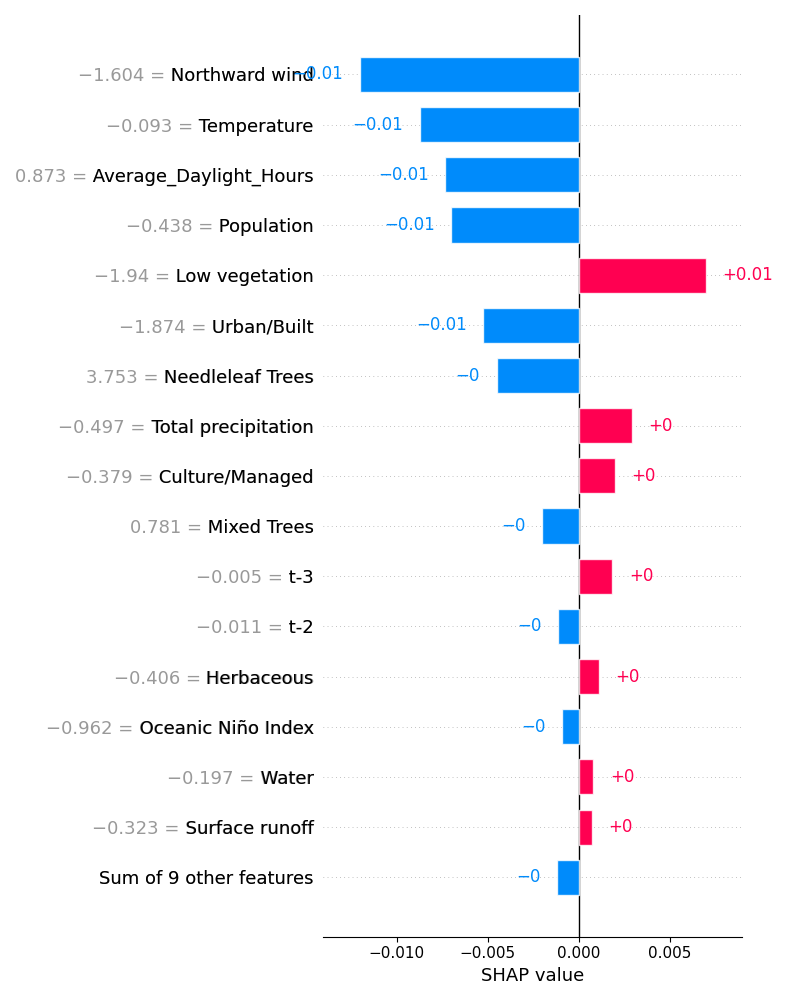 −1.604 = Northward wind −0.01
−0.093 = Temperature −0.01
0.873 = Average_Daylight_Hours −0.01
−0.438 = Population −0.01
−1.94 = Low vegetation +0.01
−1.874 = Urban/Built −0.01
3.753 = Needleleaf Trees −0
−0.497 = Total precipitation +0
−0.379 = Culture/Managed +0
0.781 = Mixed Trees −0
−0.005 = t-3 +0
−0.011 = t-2 −0
−0.406 = Herbaceous +0
−0.962 = Oceanic Niño Index −0
−0.197 = Water +0
−0.323 = Surface runoff +0
Sum of 9 other features −0
−0.010 −0.005 0.000 0.005
SHAP value